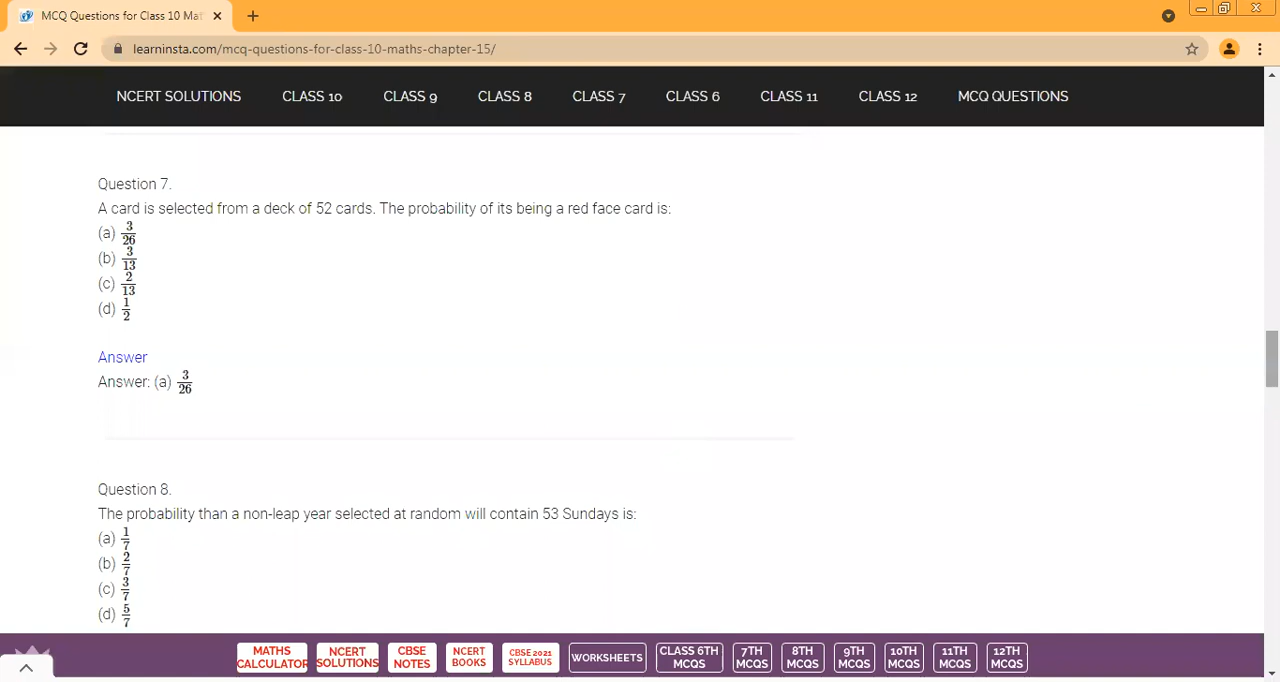 MCQ Questions for Class 10 Mat
learninsta.com/mcq-questions-for-class-10-maths-chapter-15/
NCERT SOLUTIONS CLASS 10 CLASS 9 CLASS 8 CLASS 7 CLASS 6 CLASS 11 CLASS 12 MCQ QUESTIONS
Question 7.
A card is selected from a deck of 52 cards. The probability of its being a red face card is:
(a) 3/26
(b) 3/13
(c) 2/13
(d) 1/2
Answer
Answer: (a) 3/26
Question 8.
The probability than a non-leap year selected at random will contain 53 Sundays is:
(a) 1/7
(b) 2/7
(c) 3/7
(d) 5/7
MATHS CALCULATOR NCERT SOLUTIONS CBSE NOTES NCERT BOOKS CBSE 2021 SYLLABUS WORKSHEETS CLASS 6TH MCQS 7TH MCQS 8TH MCQS 9TH MCQS 10TH MCQS 11TH MCQS 12TH MCQS